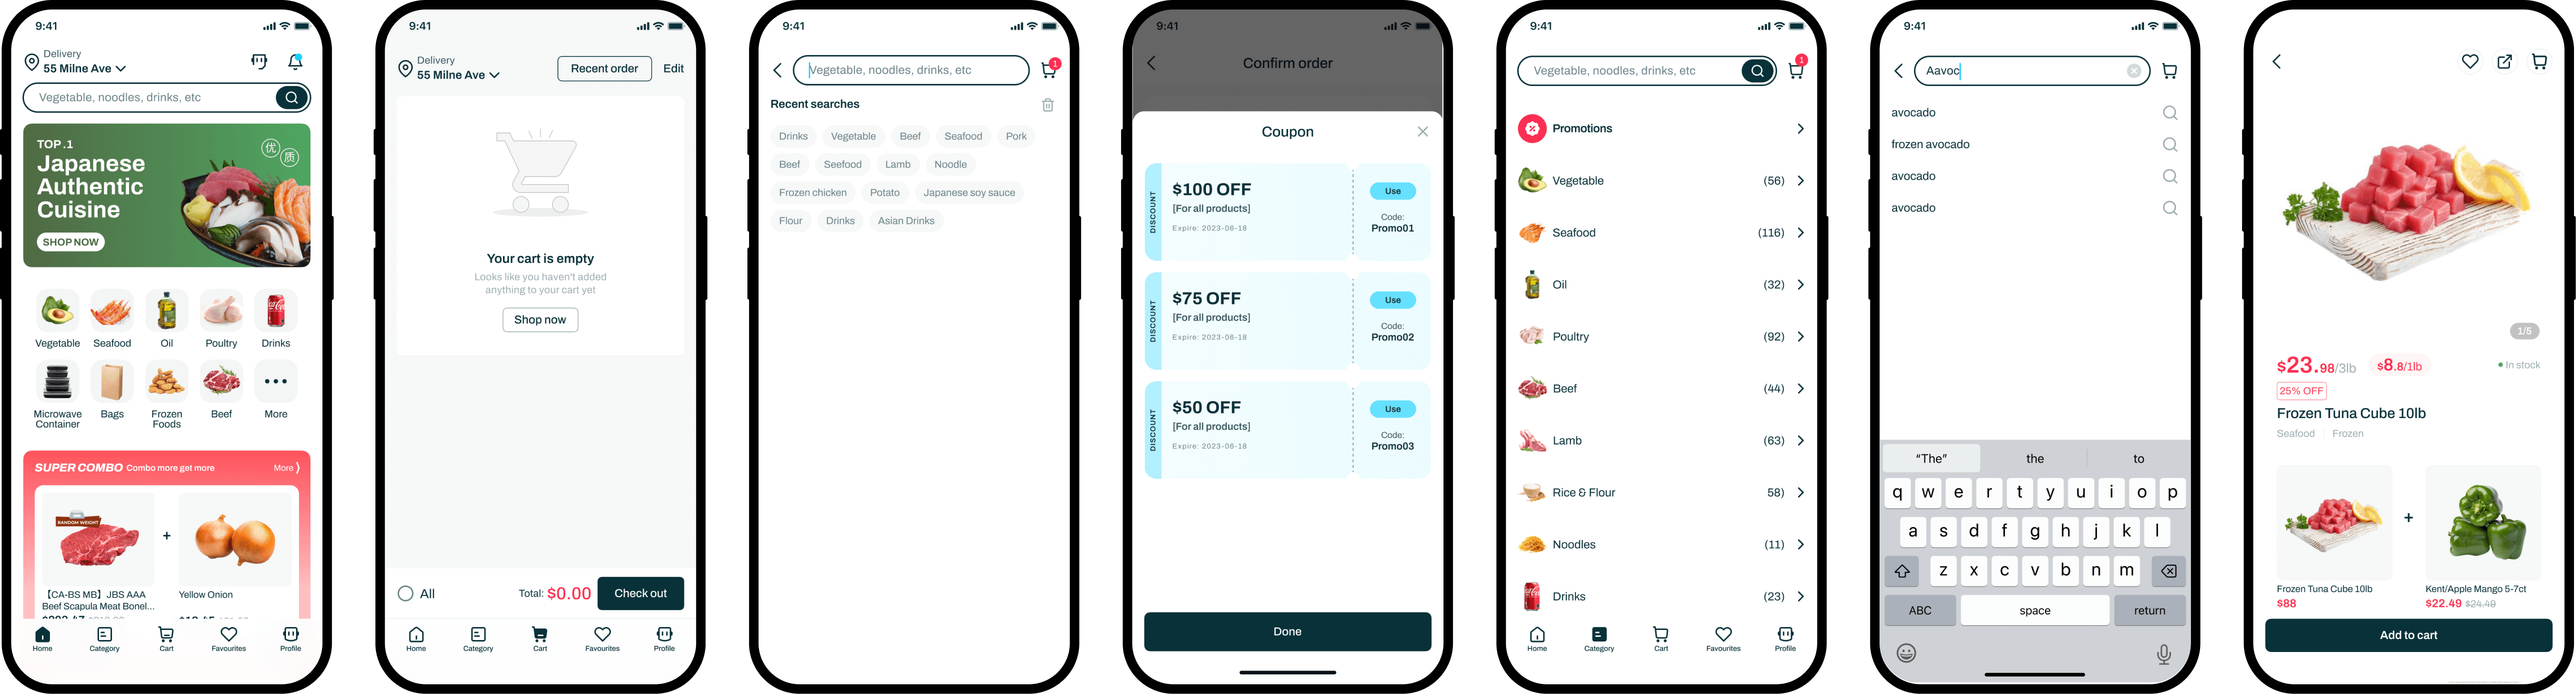 9:41
Delivery
55 Milne Ave
Vegetable, noodles, drinks, etc
TOP.1
优
质
Japanese
Authentic
Cuisine
SHOP NOW
Vegetable Seafood Oil Poultry Drinks
Microwave Container Bags Frozen Foods Beef More
SUPER COMBO Combo more get more More
RANDOM WEIGHT
+
【CA-BS MB】JBS AAA
Beef Scapula Meat Bonel...
Yellow Onion
Home Category Cart Favourites Profile
9:41
Delivery
55 Milne Ave
Recent order Edit
Your cart is empty
Looks like you haven't added
anything to your cart yet
Shop now
All Total: $0.00 Check out
Home Category Cart Favourites Profile
9:41
Vegetable, noodles, drinks, etc
1
Recent searches
Drinks Vegetable Beef Seafood Pork
Beef Seefood Lamb Noodle
Frozen chicken Potato Japanese soy sauce
Flour Drinks Asian Drinks
9:41
Confirm order
Coupon
DISCOUNT
$100 OFF
[For all products]
Expire: 2023-06-18
Use
Code:
Promo01
DISCOUNT
$75 OFF
[For all products]
Expire: 2023-06-18
Use
Code:
Promo02
DISCOUNT
$50 OFF
[For all products]
Expire: 2023-06-18
Use
Code:
Promo03
Done
9:41
Vegetable, noodles, drinks, etc
1
Promotions
Vegetable (56)
Seafood (116)
Oil (32)
Poultry (92)
Beef (44)
Lamb (63)
Rice & Flour 58)
Noodles (11)
Drinks (23)
Home Category Cart Favourites Profile
9:41
Aavoc
avocado
frozen avocado
avocado
avocado
“The” the to
q w e r t y u i o p
a s d f g h j k l
z x c v b n m
ABC space return
1/5
$23.98/3lb $8.8/1lb In stock
25% OFF
Frozen Tuna Cube 10lb
Seafood Frozen
+
Frozen Tuna Cube 10lb
$88
Kent/Apple Mango 5-7ct
$22.49 $24.49
Add to cart